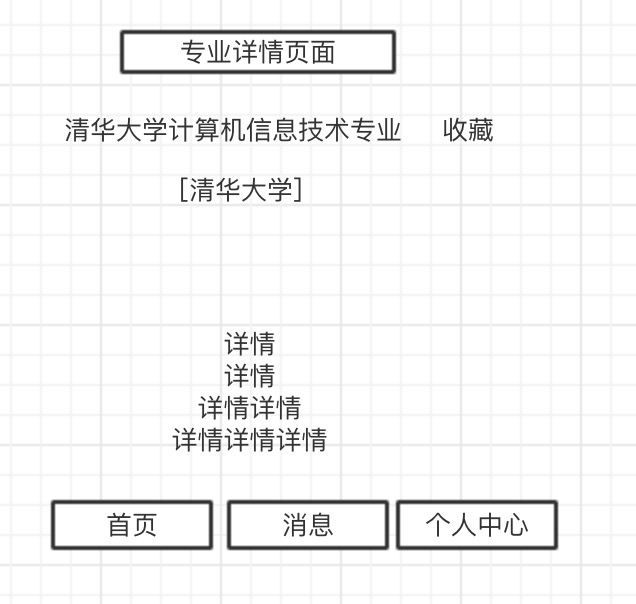 专业详情页面
清华大学计算机信息技术专业 收藏
[清华大学]
详情
详情
详情详情
详情详情详情
首页 消息 个人中心